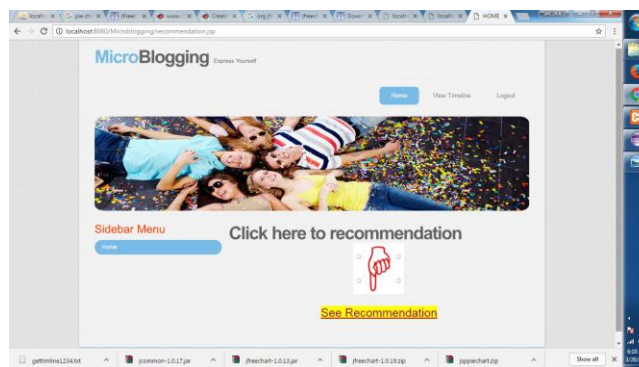 localhost:8080/Microblogging/recommendation.jsp
MicroBlogging Express Yourself
Home View Timeline Logout
Sidebar Menu
Home
Click here to recommendation
See Recommendation
gettimline1234.txt jcommon-1.0.17.jar jfreechart-1.0.13.jar jfreechart-1.0.19.zip jsppiechart.zip Show all